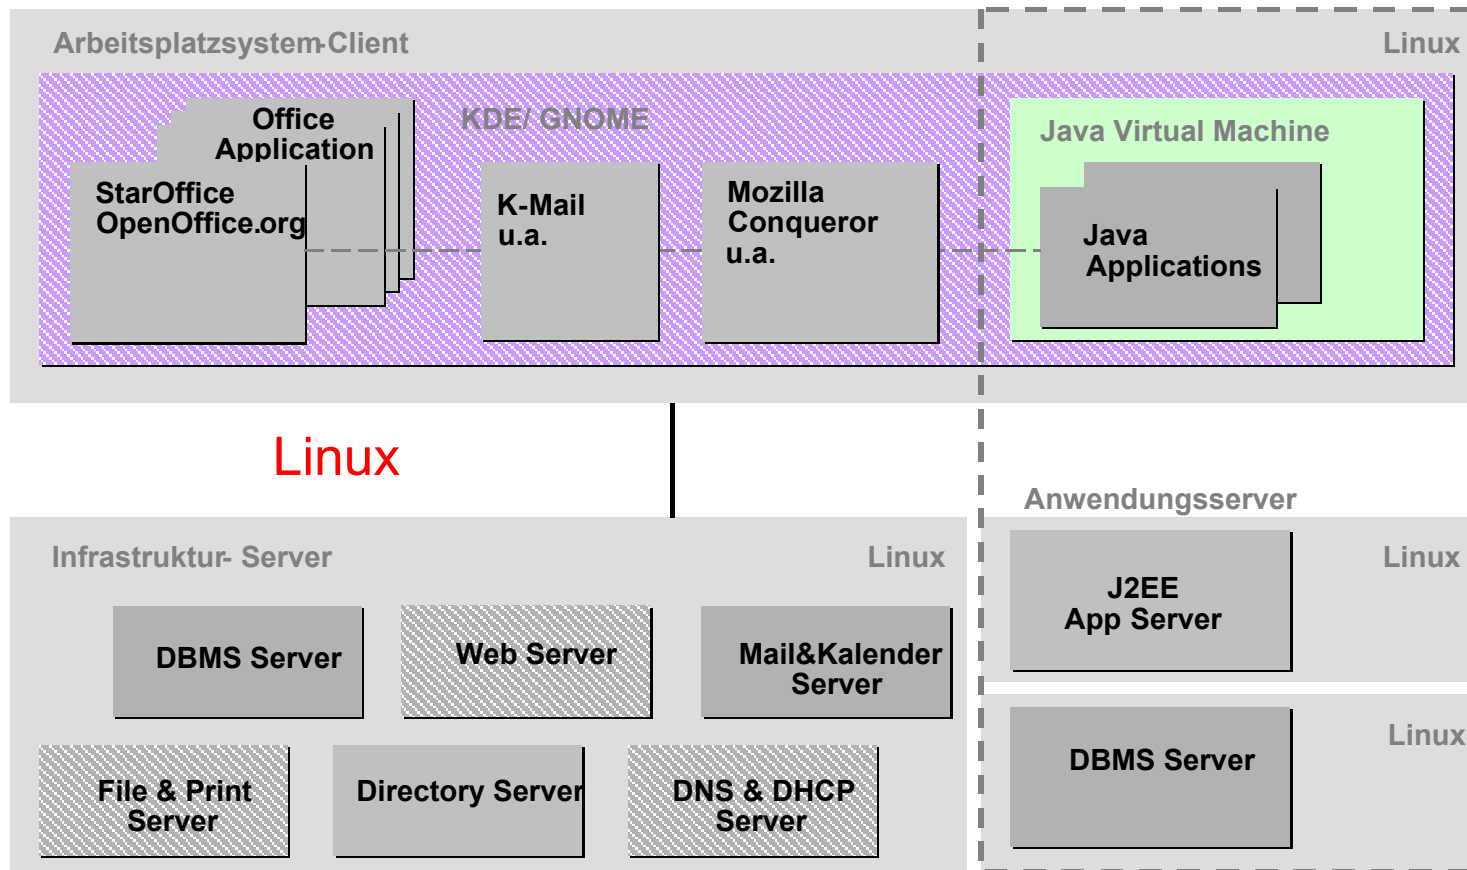 Arbeitsplatzsystem-Client
Linux
Office
Application
KDE/ GNOME
Java Virtual Machine
StarOffice
OpenOffice.org
K-Mail
u.a.
Mozilla
Conqueror
u.a.
Java
Applications
Linux
Anwendungsserver
Infrastruktur- Server
Linux
Linux
J2EE
App Server
DBMS Server
Web Server
Mail&Kalender
Server
Linux
DBMS Server
File & Print
Server
Directory Server
DNS & DHCP
Server